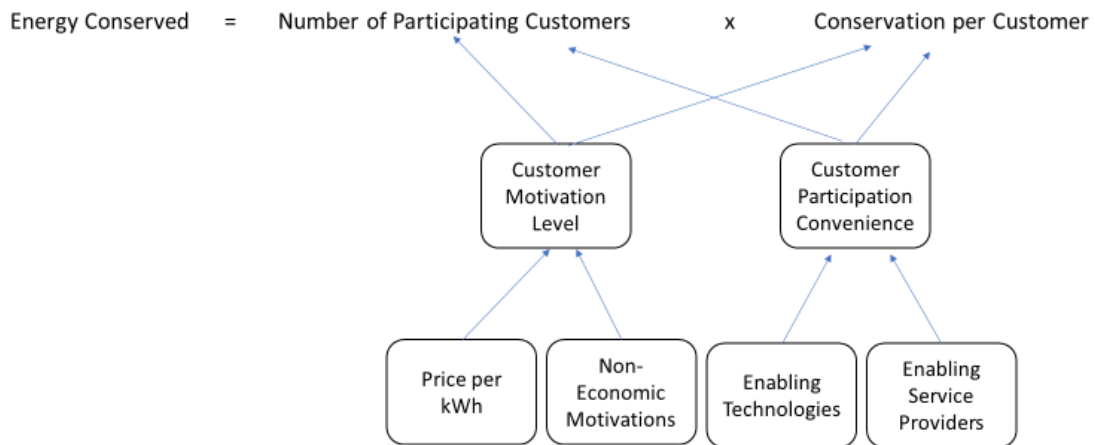 Energy Conserved = Number of Participating Customers x Conservation per Customer
Customer
Motivation
Level
Customer
Participation
Convenience
Price per
kWh
Non-
Economic
Motivations
Enabling
Technologies
Enabling
Service
Providers